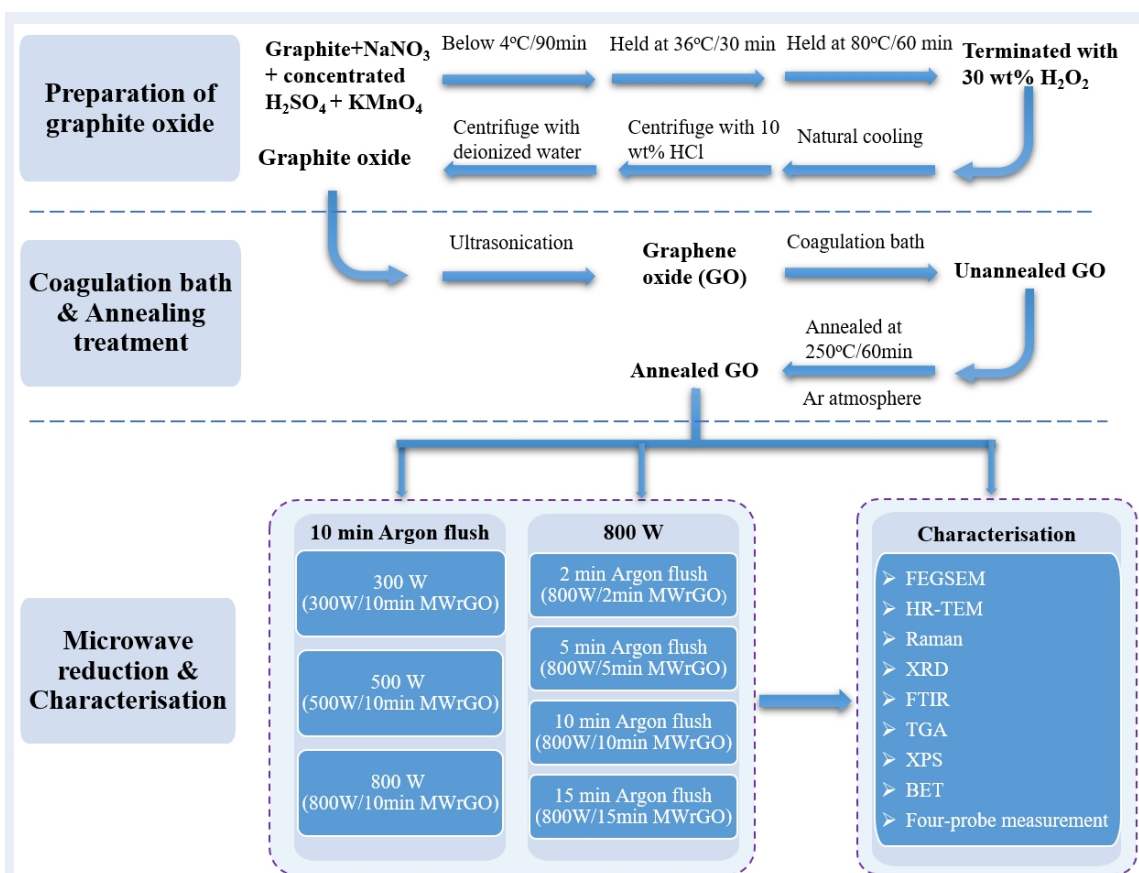 Preparation of
graphite oxide
Graphite+NaNO₃
+ concentrated
H₂SO₄ + KMnO₄
Below 4°C/90min
Held at 36°C/30 min
Held at 80°C/60 min
Terminated with
30 wt% H₂O₂
Natural cooling
Centrifuge with 10
wt% HCl
Centrifuge with
deionized water
Graphite oxide
Coagulation bath
& Annealing
treatment
Ultrasonication
Graphene
oxide (GO)
Coagulation bath
Unannealed GO
Annealed at
250°C/60min
Ar atmosphere
Annealed GO
Microwave
reduction &
Characterisation
10 min Argon flush
300 W
(300W/10min MWrGO)
500 W
(500W/10min MWrGO)
800 W
(800W/10min MWrGO)
800 W
2 min Argon flush
(800W/2min MWrGO)
5 min Argon flush
(800W/5min MWrGO)
10 min Argon flush
(800W/10min MWrGO)
15 min Argon flush
(800W/15min MWrGO)
Characterisation
➢ FEGSEM
➢ HR-TEM
➢ Raman
➢ XRD
➢ FTIR
➢ TGA
➢ XPS
➢ BET
➢ Four-probe measurement